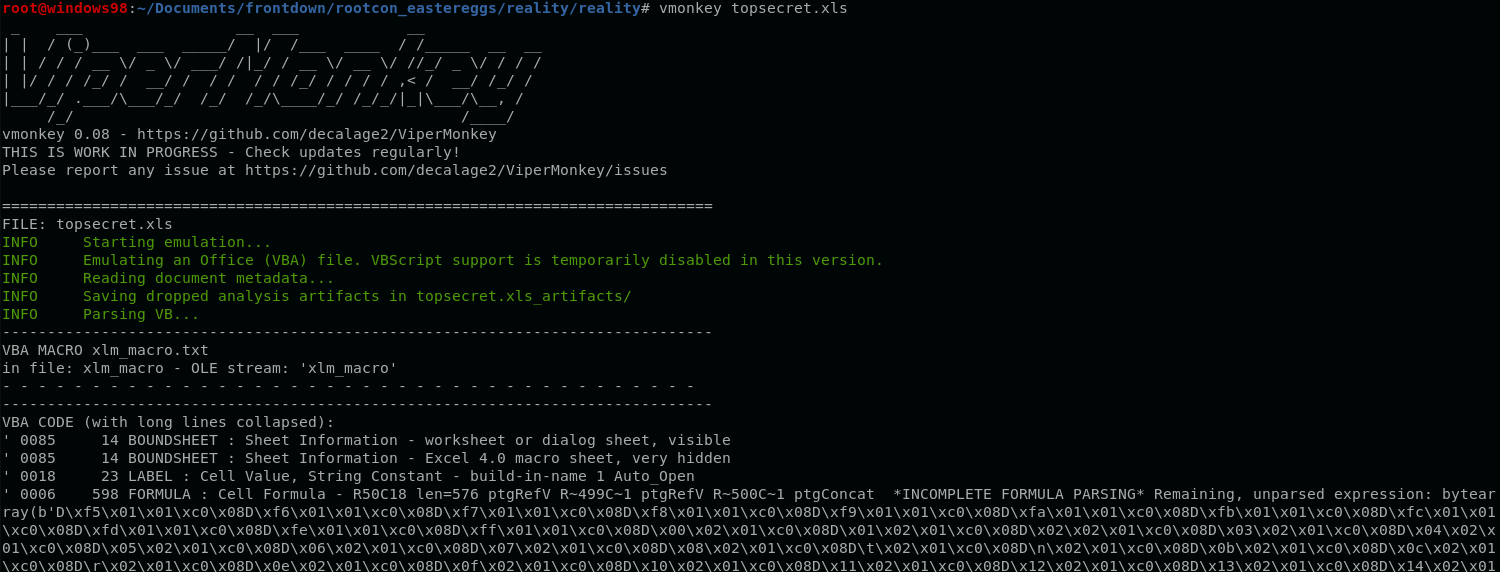 root@windows98:~/Documents/frontdown/rootcon_eastereggs/reality/reality# vmonkey topsecret.xls
 _    ___                 __  ___            __
| |  / (_)___  ___  _____/  |/  /___  ____  / /_____  __  __
| | / / / __ \/ _ \/ ___/ /|_/ / __ \/ __ \/ //_/ _ \/ / / /
| |/ / / /_/ /  __/ /  / /  / / /_/ / / / / ,< /  __/ /_/ /
|___/_/ .___/\___/_/  /_/  /_/\____/_/ /_/_/|_|\___/\__, /
     /_/                                           /____/
vmonkey 0.08 - https://github.com/decalage2/ViperMonkey
THIS IS WORK IN PROGRESS - Check updates regularly!
Please report any issue at https://github.com/decalage2/ViperMonkey/issues
===============================================================================
FILE: topsecret.xls
INFO     Starting emulation...
INFO     Emulating an Office (VBA) file. VBScript support is temporarily disabled in this version.
INFO     Reading document metadata...
INFO     Saving dropped analysis artifacts in topsecret.xls_artifacts/
INFO     Parsing VB...
-------------------------------------------------------------------------------
VBA MACRO xlm_macro.txt
in file: xlm_macro - OLE stream: 'xlm_macro'
- - - - - - - - - - - - - - - - - - - - - - - - - - - - - - - - - - - - - - -
-------------------------------------------------------------------------------
VBA CODE (with long lines collapsed):
' 0085     14 BOUNDSHEET : Sheet Information - worksheet or dialog sheet, visible
' 0085     14 BOUNDSHEET : Sheet Information - Excel 4.0 macro sheet, very hidden
' 0018     23 LABEL : Cell Value, String Constant - build-in-name 1 Auto_Open
' 0006    598 FORMULA : Cell Formula - R50C18 len=576 ptgRefV R~499C~1 ptgRefV R~500C~1 ptgConcat  *INCOMPLETE FORMULA PARSING* Remaining, unparsed expression: bytear
ray(b'D\xf5\x01\x01\xc0\x08D\xf6\x01\x01\xc0\x08D\xf7\x01\x01\xc0\x08D\xf8\x01\x01\xc0\x08D\xf9\x01\x01\xc0\x08D\xfa\x01\x01\xc0\x08D\xfb\x01\x01\xc0\x08D\xfc\x01\x01
\xc0\x08D\xfd\x01\x01\xc0\x08D\xfe\x01\x01\xc0\x08D\xff\x01\x01\xc0\x08D\x00\x02\x01\xc0\x08D\x01\x02\x01\xc0\x08D\x02\x02\x01\xc0\x08D\x03\x02\x01\xc0\x08D\x04\x02\x
01\xc0\x08D\x05\x02\x01\xc0\x08D\x06\x02\x01\xc0\x08D\x07\x02\x01\xc0\x08D\x08\x02\x01\xc0\x08D\t\x02\x01\xc0\x08D\n\x02\x01\xc0\x08D\x0b\x02\x01\xc0\x08D\x0c\x02\x01
\xc0\x08D\r\x02\x01\xc0\x08D\x0e\x02\x01\xc0\x08D\x0f\x02\x01\xc0\x08D\x10\x02\x01\xc0\x08D\x11\x02\x01\xc0\x08D\x12\x02\x01\xc0\x08D\x13\x02\x01\xc0\x08D\x14\x02\x01